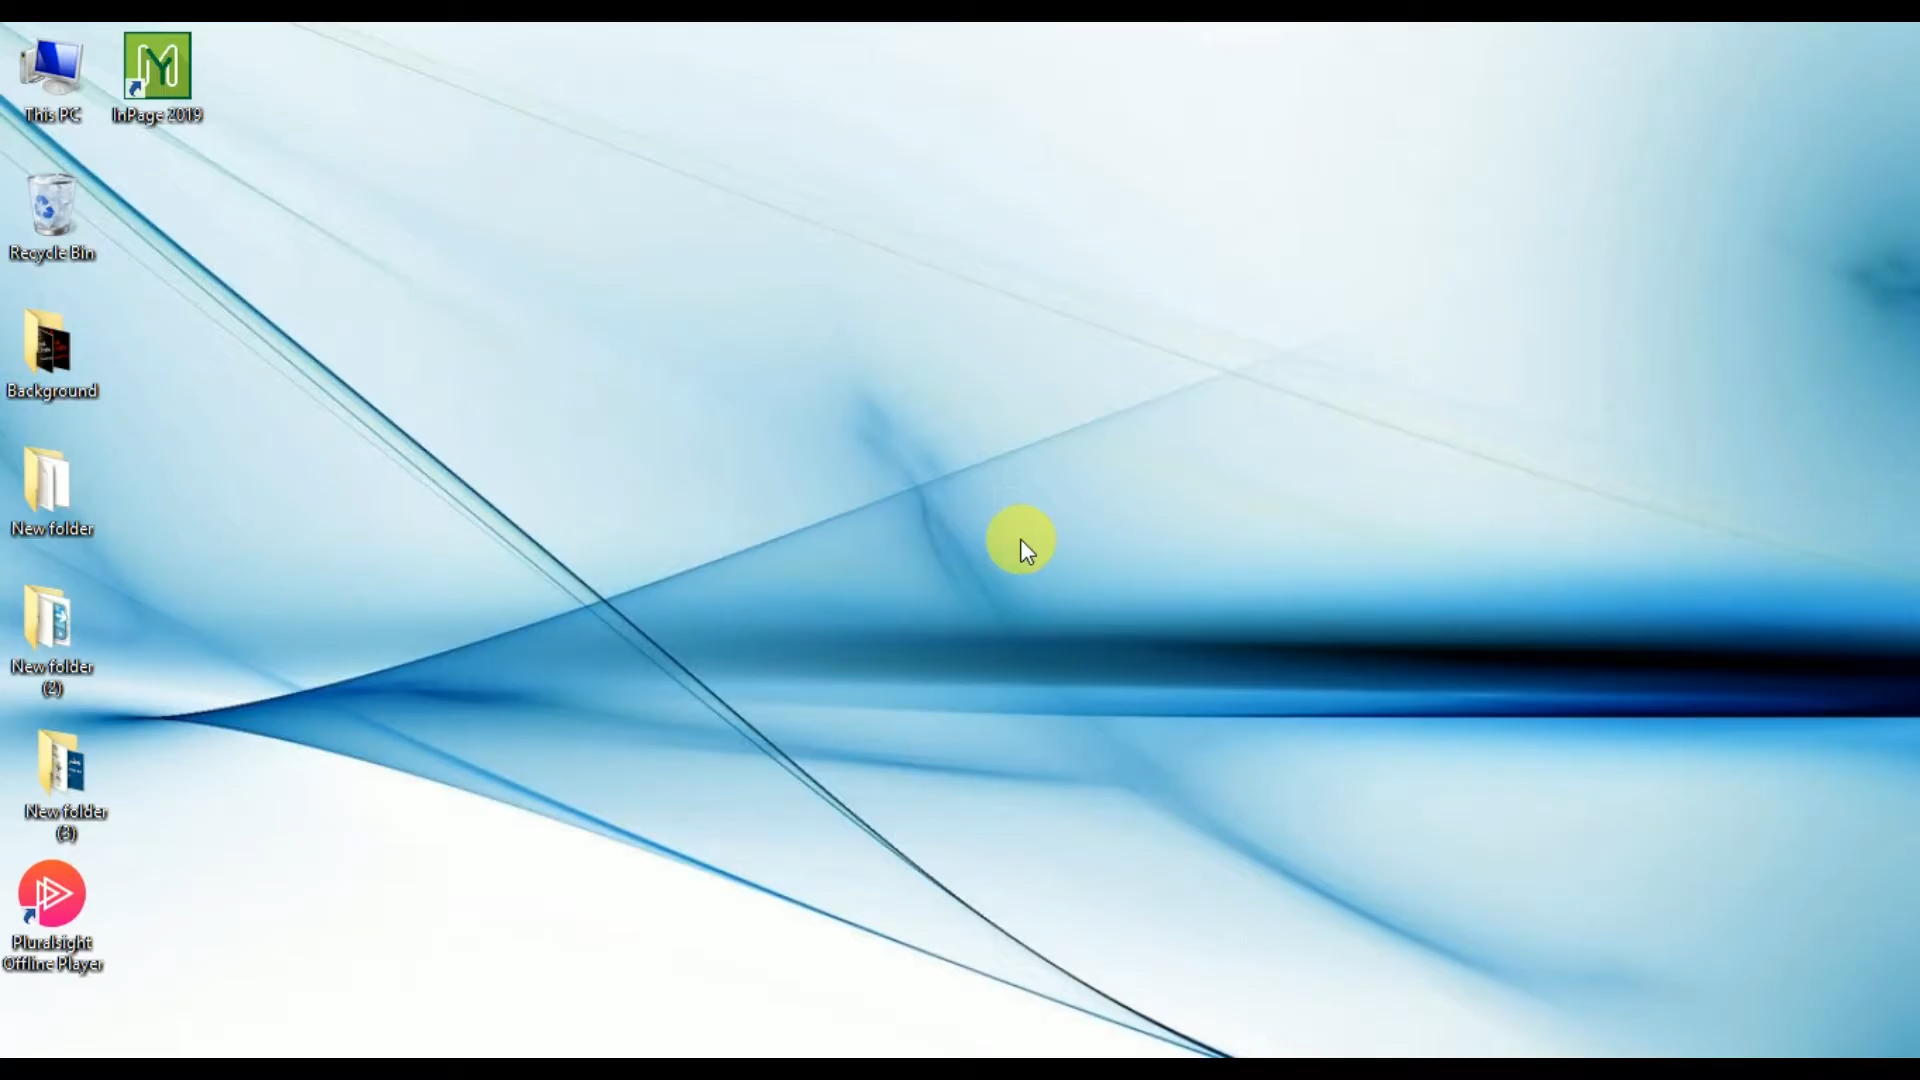 This PC
InPage 2019
Recycle Bin
Background
New folder
New folder
(2)
New folder
(3)
Pluralsight
Offline Player